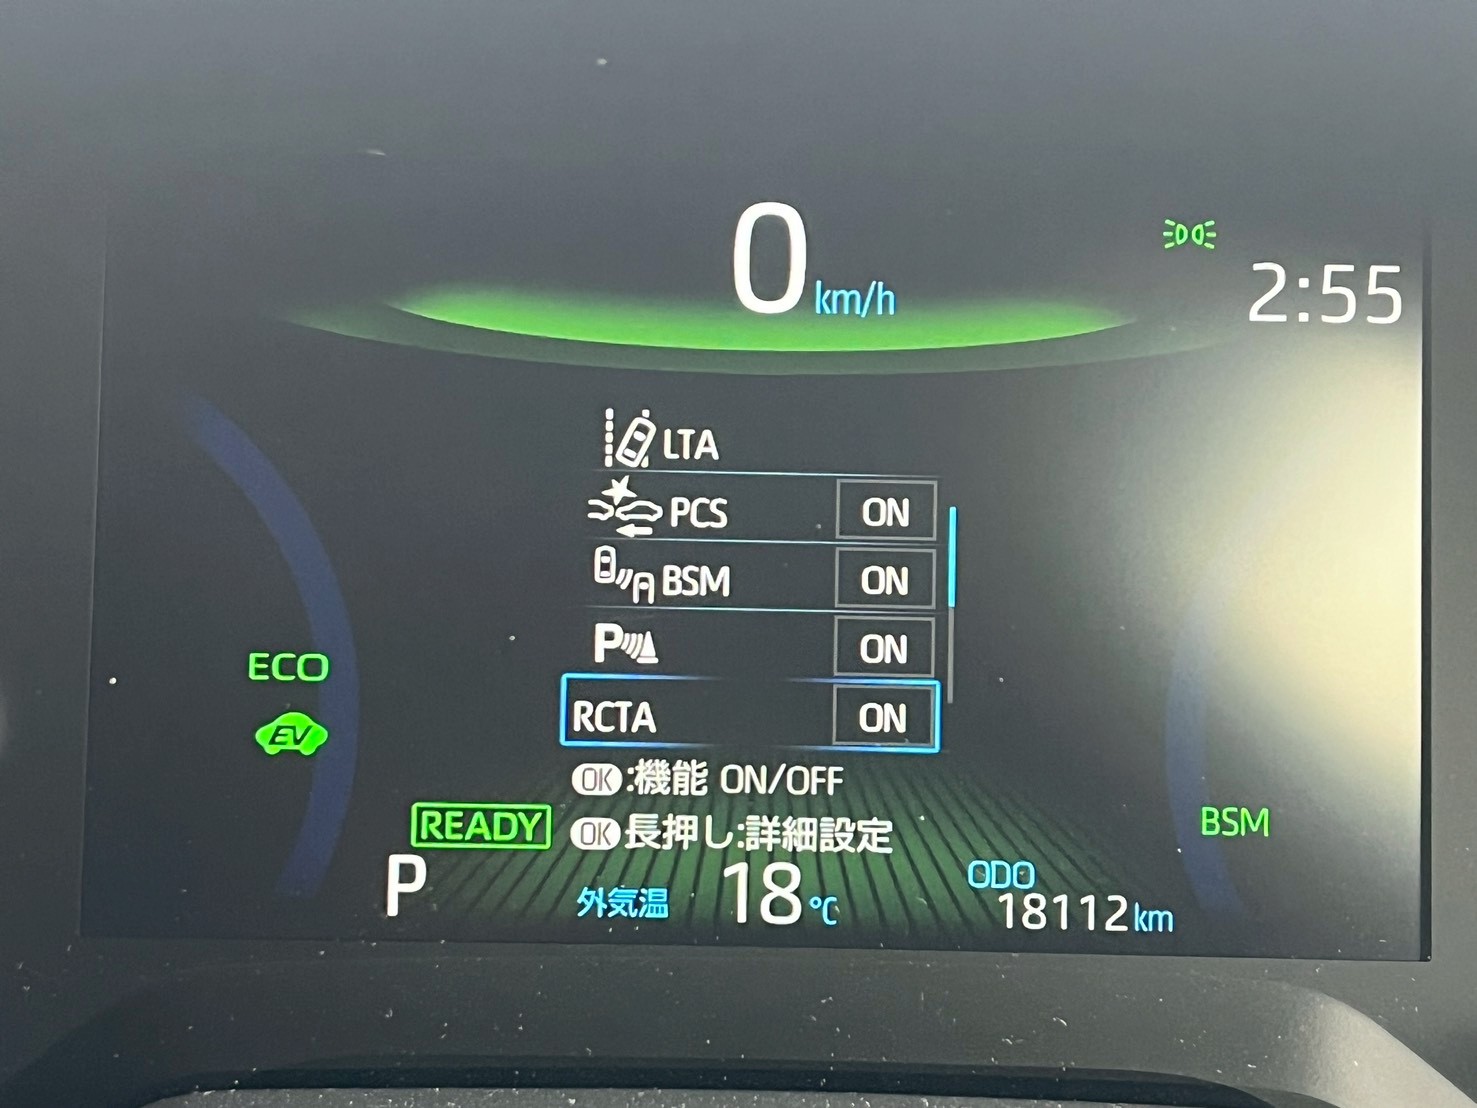 0 km/h
2:55
LTA
PCS ON
BSM ON
P ON
RCTA ON
OK:機能 ON/OFF
OK長押し:詳細設定
ECO
EV
READY
BSM
P
外気温 18℃
ODO
18112km